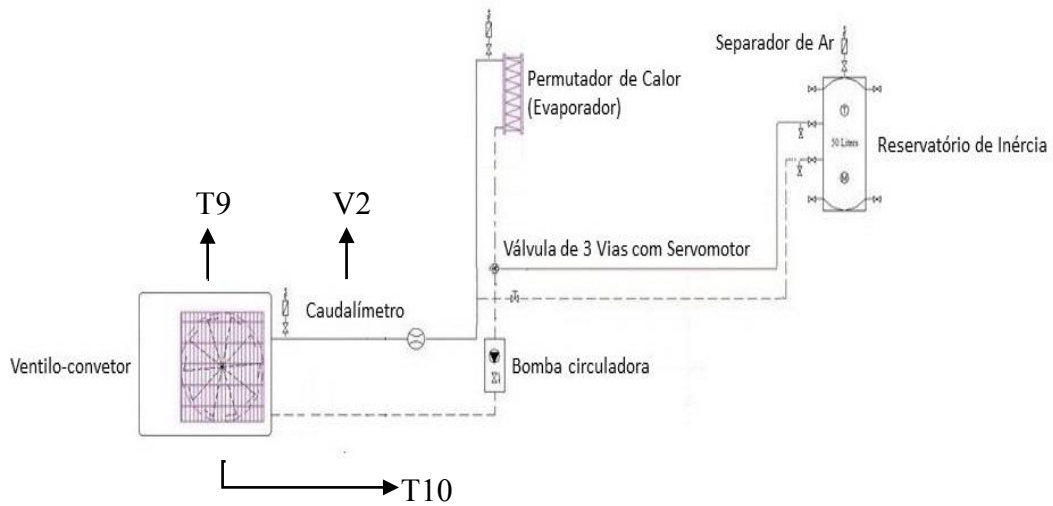 Separador de Ar
Permutador de Calor
(Evaporador)
T
50 Liters
Reservatório de Inércia
M
T9
V2
Válvula de 3 Vias com Servomotor
Caudalímetro
Ventilo-convetor
Bomba circuladora
T10